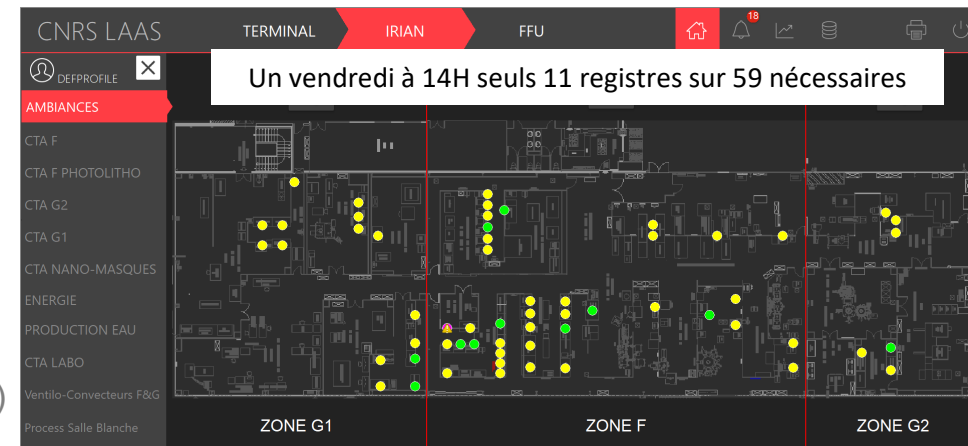 CNRS LAAS
TERMINAL
IRIAN
FFU
18
DEFPROFILE
Un vendredi à 14H seuls 11 registres sur 59 nécessaires
AMBIANCES
CTA F
CTA F PHOTOLITHO
CTA G2
CTA G1
CTA NANO-MASQUES
ENERGIE
PRODUCTION EAU
CTA LABO
Ventilo-Convecteurs F&G
Process Salle Blanche
ZONE G1
ZONE F
ZONE G2